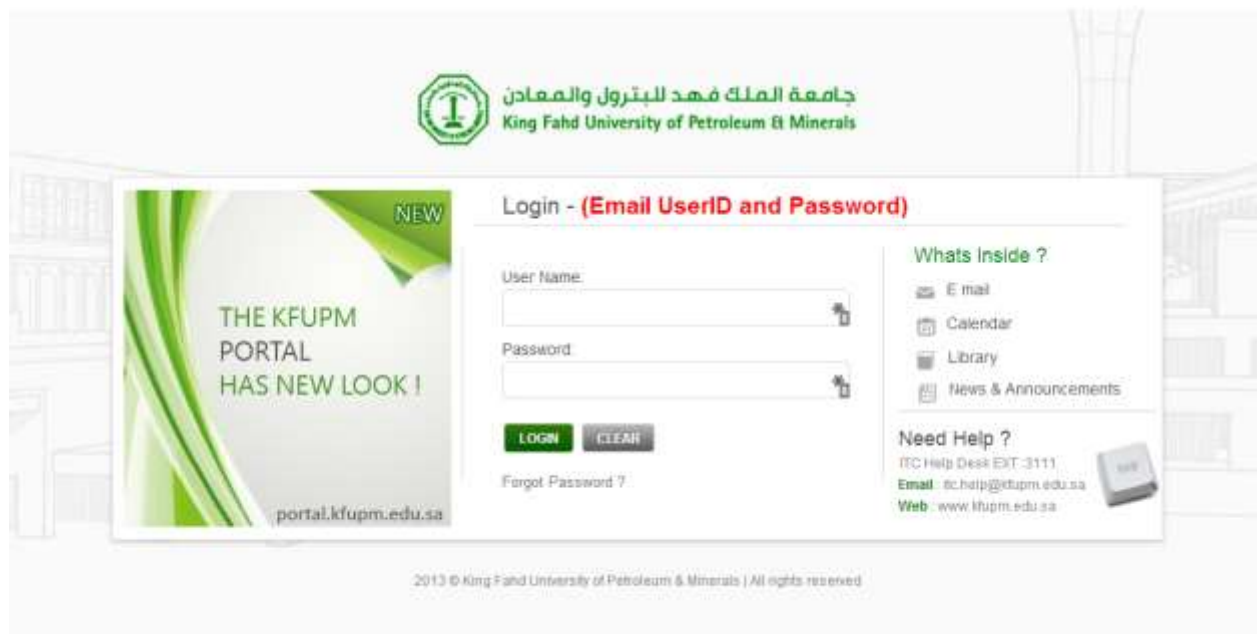 جامعة الملك فهد للبترول والمعادن
King Fahd University of Petroleum & Minerals
NEW
THE KFUPM
PORTAL
HAS NEW LOOK !
portal.kfupm.edu.sa
Login - (Email UserID and Password)
User Name:
Password:
LOGIN CLEAR
Forgot Password ?
Whats Inside ?
E mail
Calendar
Library
News & Announcements
Need Help ?
ITC Help Desk EXT :3111
Email : itc.help@kfupm.edu.sa
Web : www.kfupm.edu.sa
2013 © King Fahd University of Petroleum & Minerals | All rights reserved